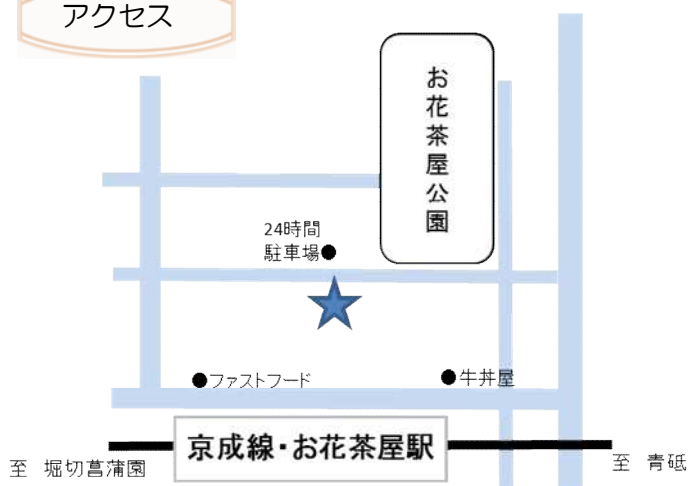 アクセス
お花茶屋公園
24時間
駐車場●
●ファストフード
●牛丼屋
京成線・お花茶屋駅
至 堀切菖蒲園
至 青砥